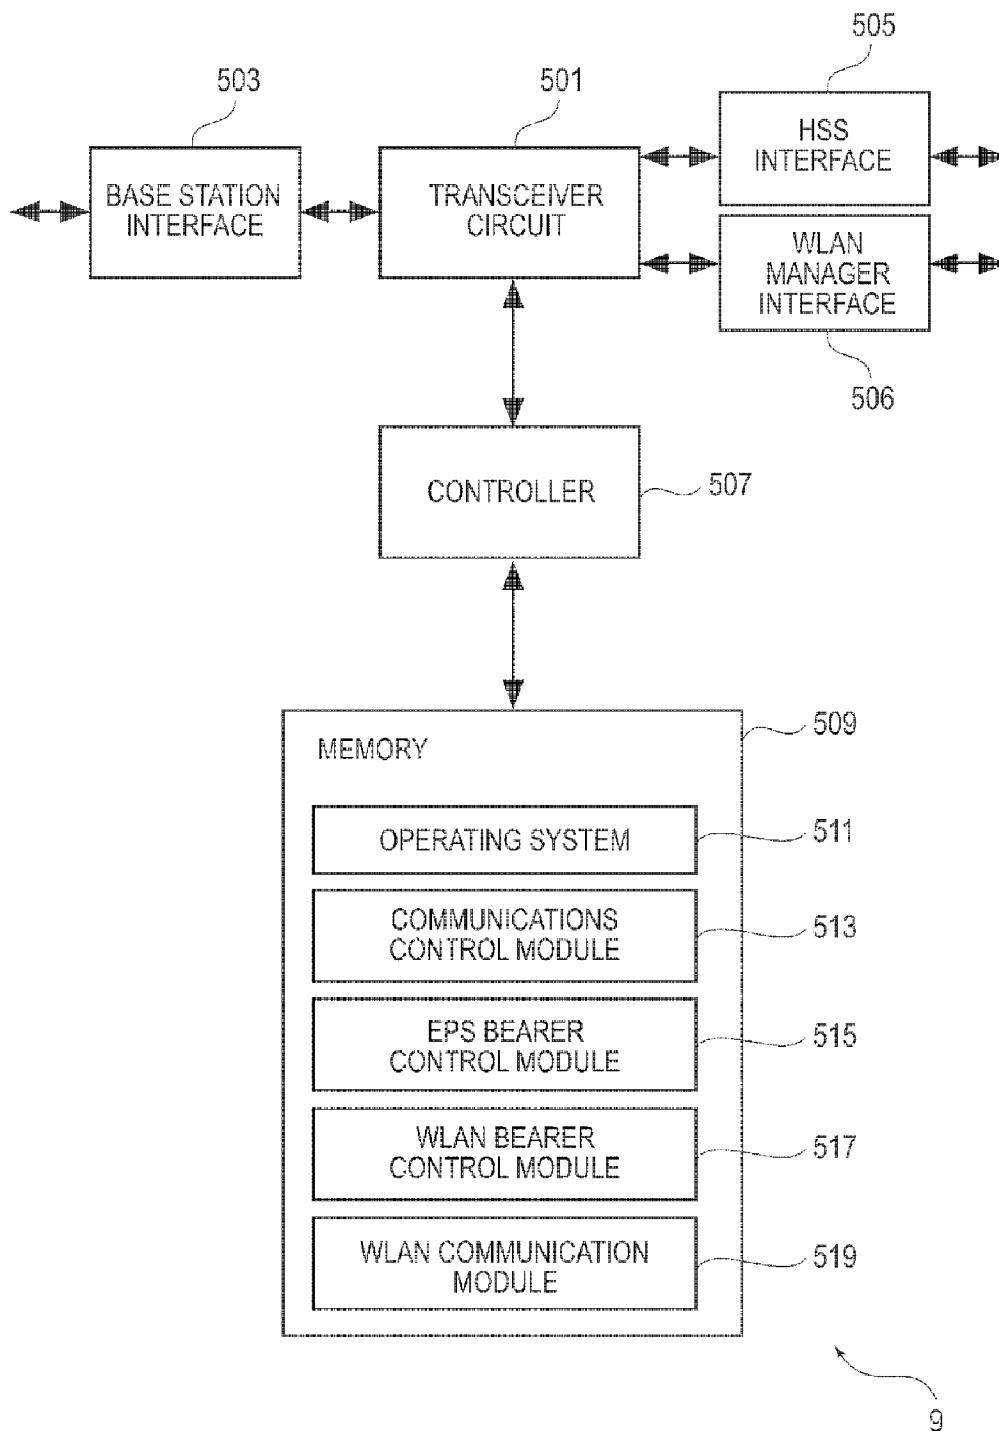 505
503
501
HSS
INTERFACE
BASE STATION
INTERFACE
TRANSCEIVER
CIRCUIT
WLAN
MANAGER
INTERFACE
506
CONTROLLER
507
509
MEMORY
OPERATING SYSTEM
511
COMMUNICATIONS
CONTROL MODULE
513
EPS BEARER
CONTROL MODULE
515
WLAN BEARER
CONTROL MODULE
517
WLAN COMMUNICATION
MODULE
519
9